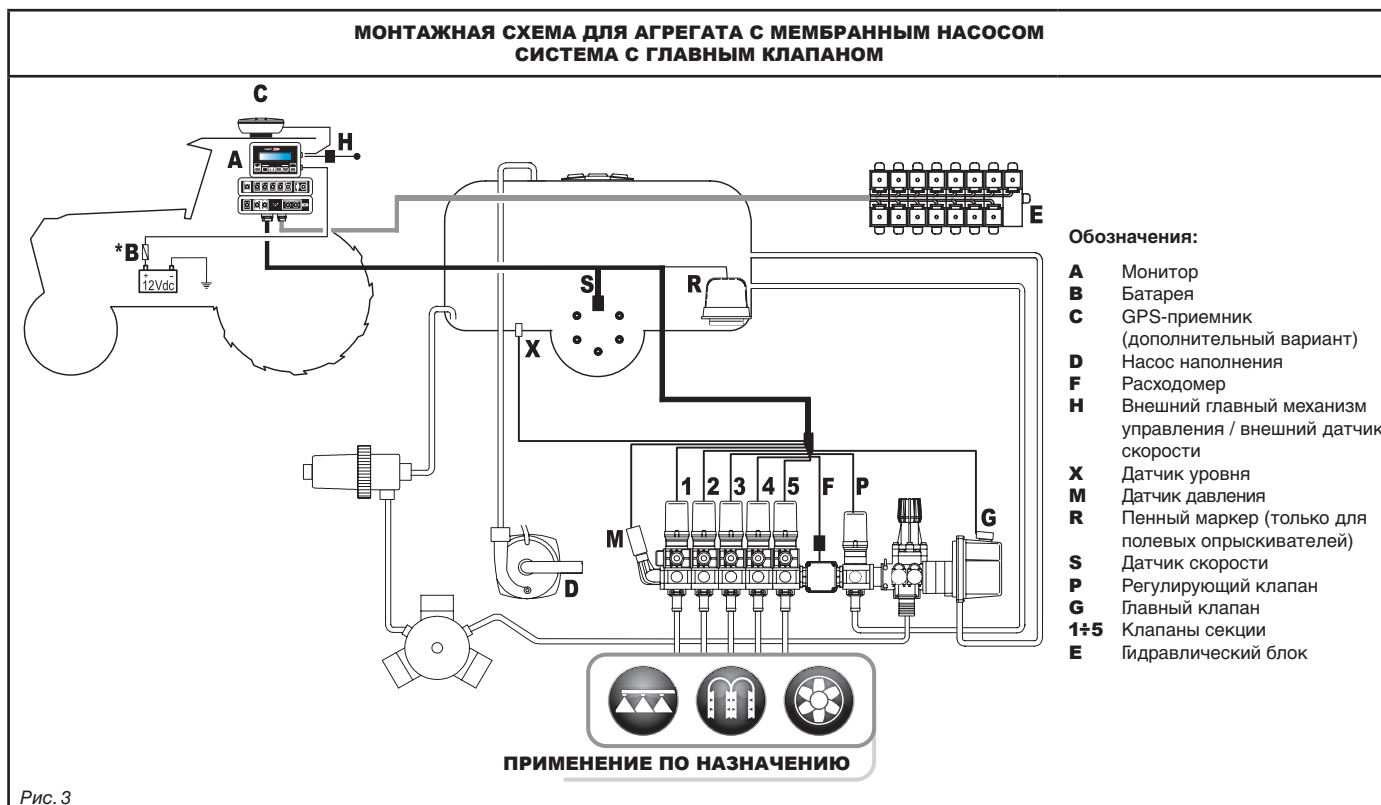 МОНТАЖНАЯ СХЕМА ДЛЯ АГРЕГАТА С МЕМБРАННЫМ НАСОСОМ
СИСТЕМА С ГЛАВНЫМ КЛАПАНОМ
C
H
A
*B
+ -
12Vdc
E
S
R
X
1 2 3 4 5 F P
M
G
D
ПРИМЕНЕНИЕ ПО НАЗНАЧЕНИЮ
Обозначения:
A Монитор
B Батарея
C GPS-приемник
(дополнительный вариант)
D Насос наполнения
F Расходомер
H Внешний главный механизм
управления / внешний датчик
скорости
X Датчик уровня
M Датчик давления
R Пенный маркер (только для
полевых опрыскивателей)
S Датчик скорости
P Регулирующий клапан
G Главный клапан
1÷5 Клапаны секции
E Гидравлический блок
Рис. 3